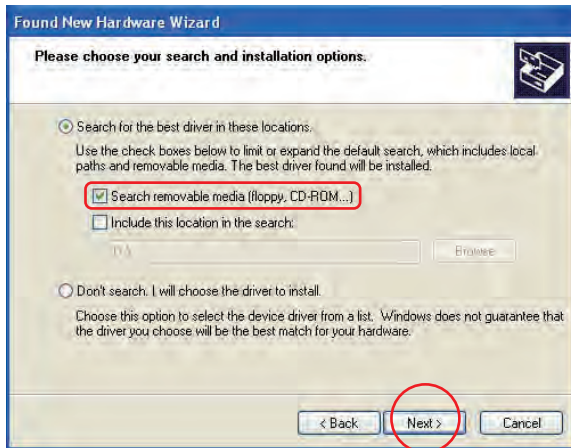 Found New Hardware Wizard
Please choose your search and installation options.
Search for the best driver in these locations.
Use the check boxes below to limit or expand the default search, which includes local
paths and removable media. The best driver found will be installed.
Search removable media (floppy, CD-ROM...)
Include this location in the search:
D:\
Browse
Don't search. I will choose the driver to install.
Choose this option to select the device driver from a list. Windows does not guarantee that
the driver you choose will be the best match for your hardware.
< Back Next > Cancel